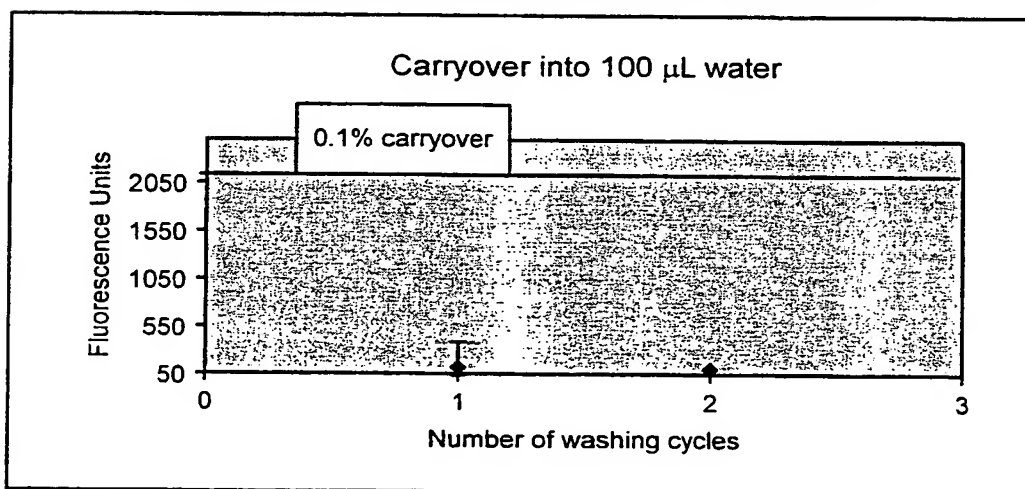 Carryover into 100 μL water
0.1% carryover
Fluorescence Units
2050
1550
1050
550
50
0
1
2
3
Number of washing cycles